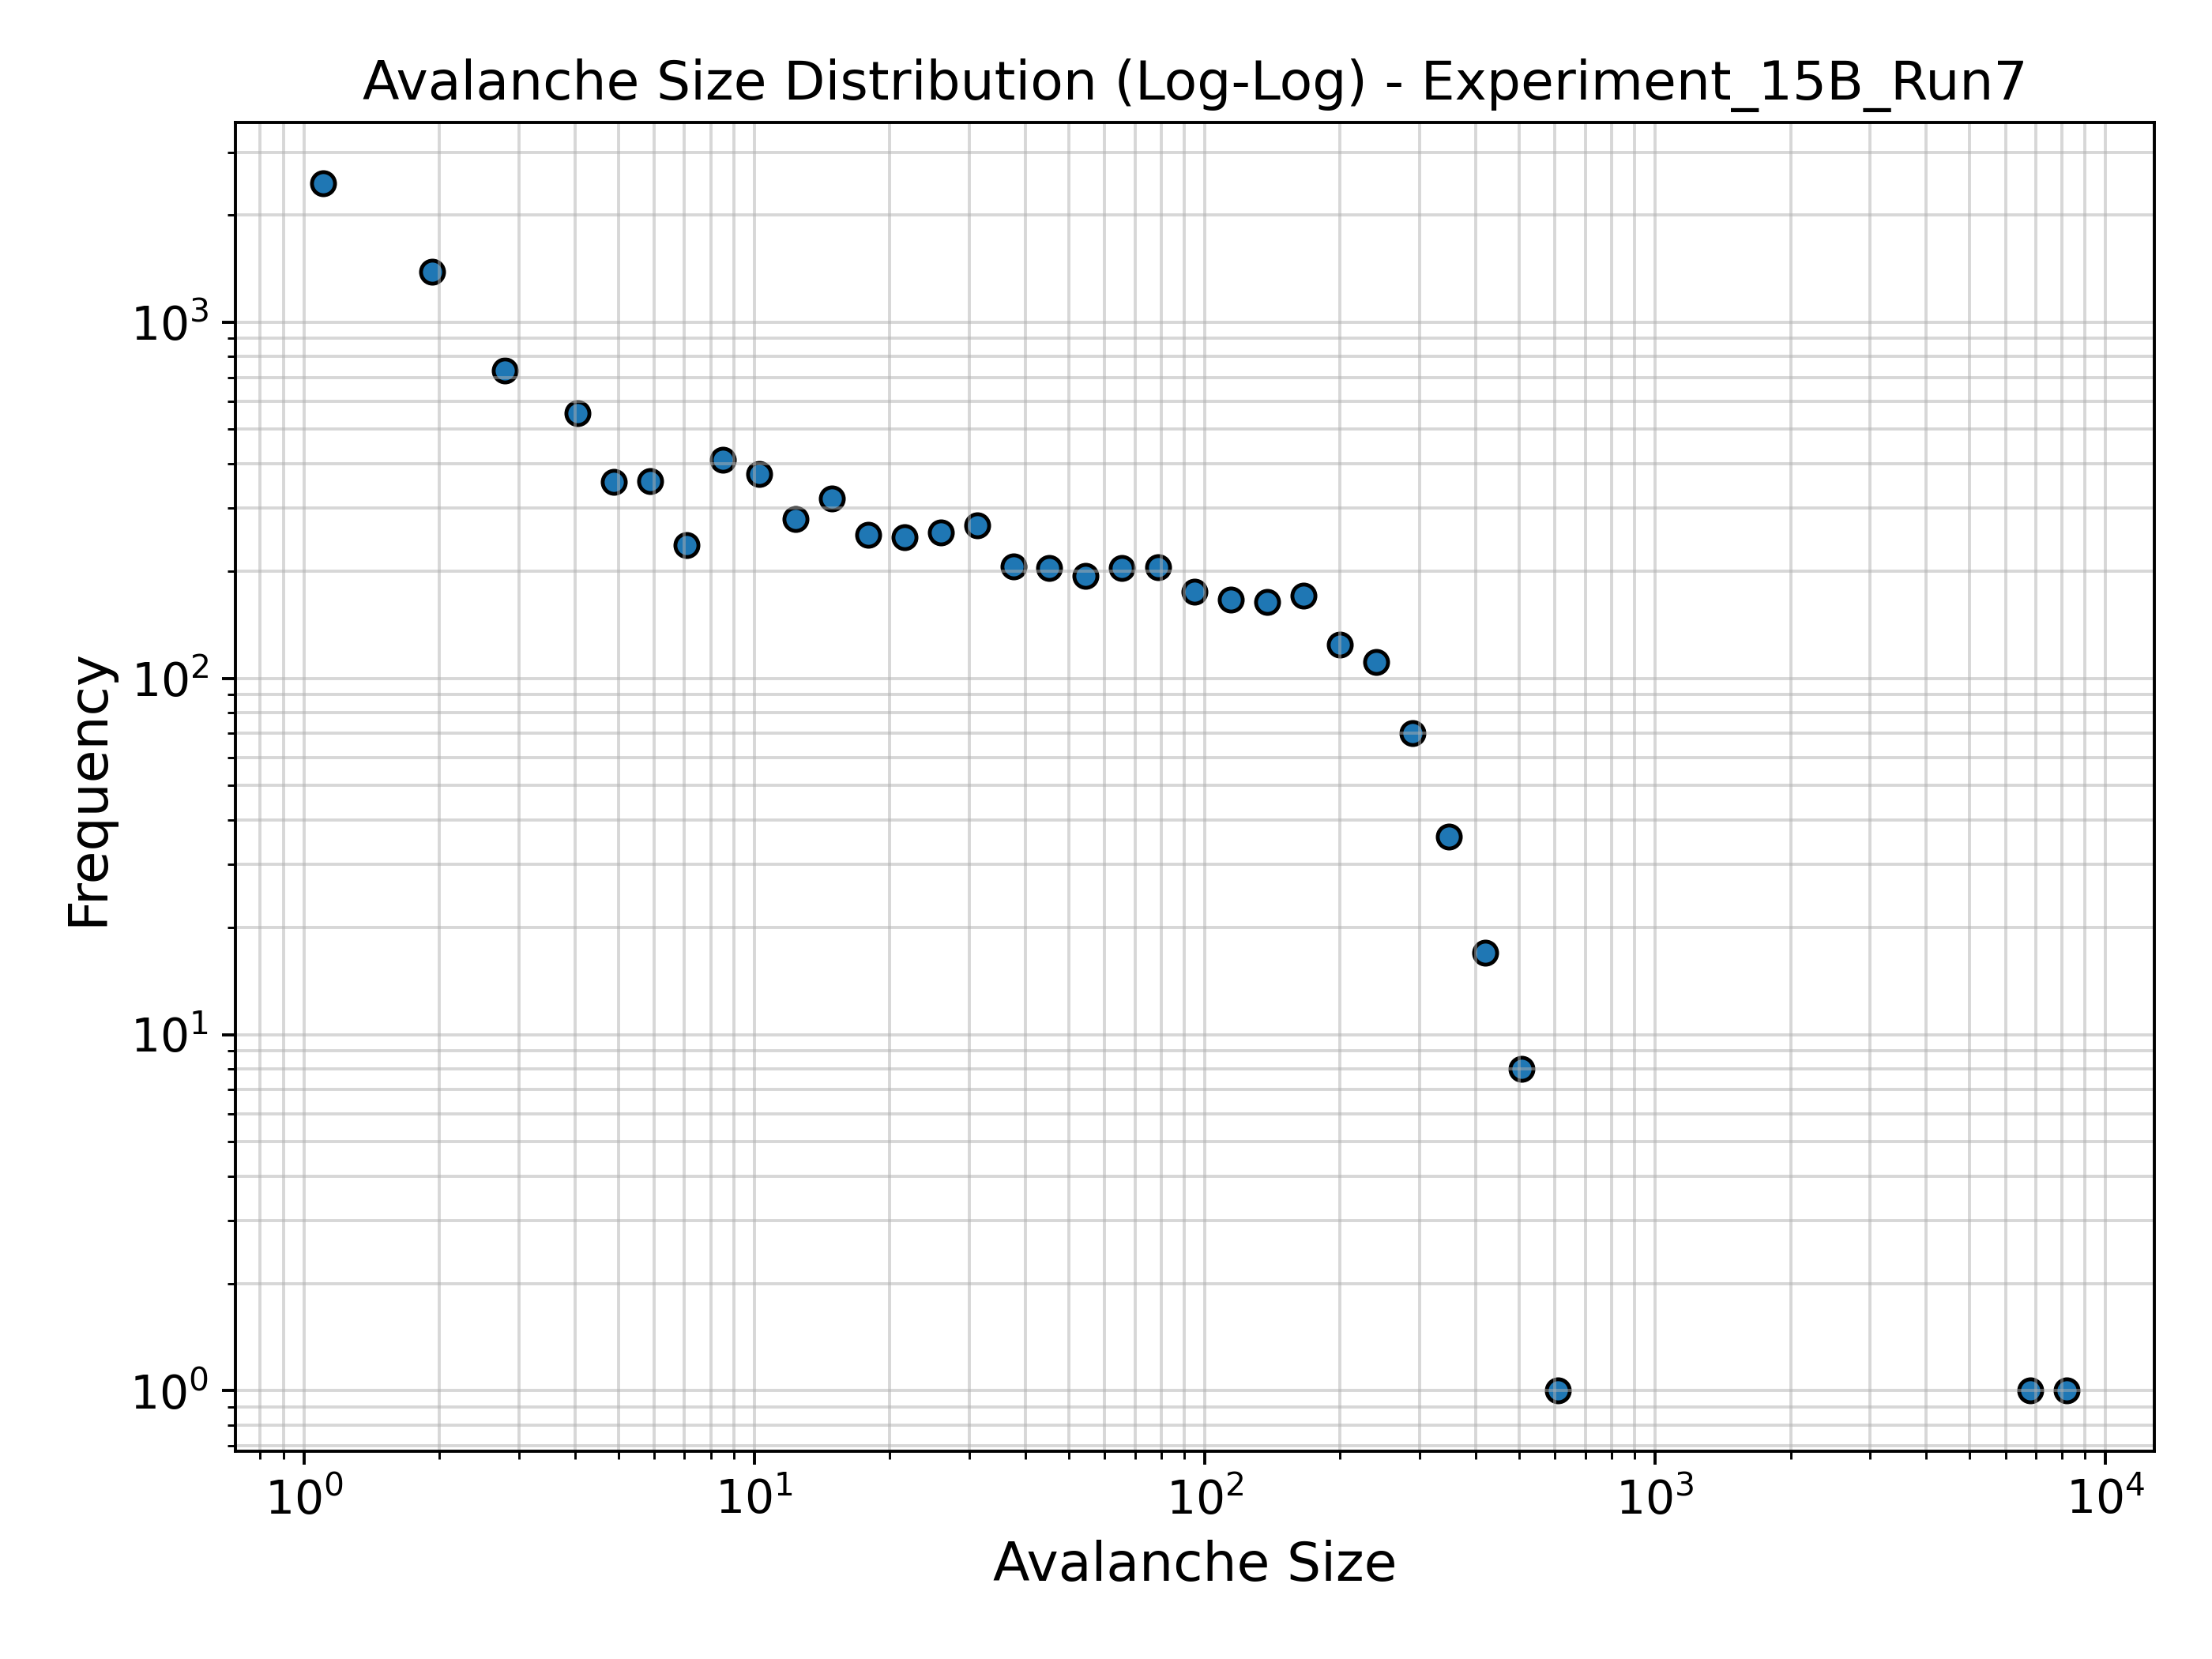 Avalanche Size Distribution (Log-Log) - Experiment_15B_Run7
Frequency
10³
10²
10¹
10⁰
10⁰ 10¹ 10² 10³ 10⁴
Avalanche Size